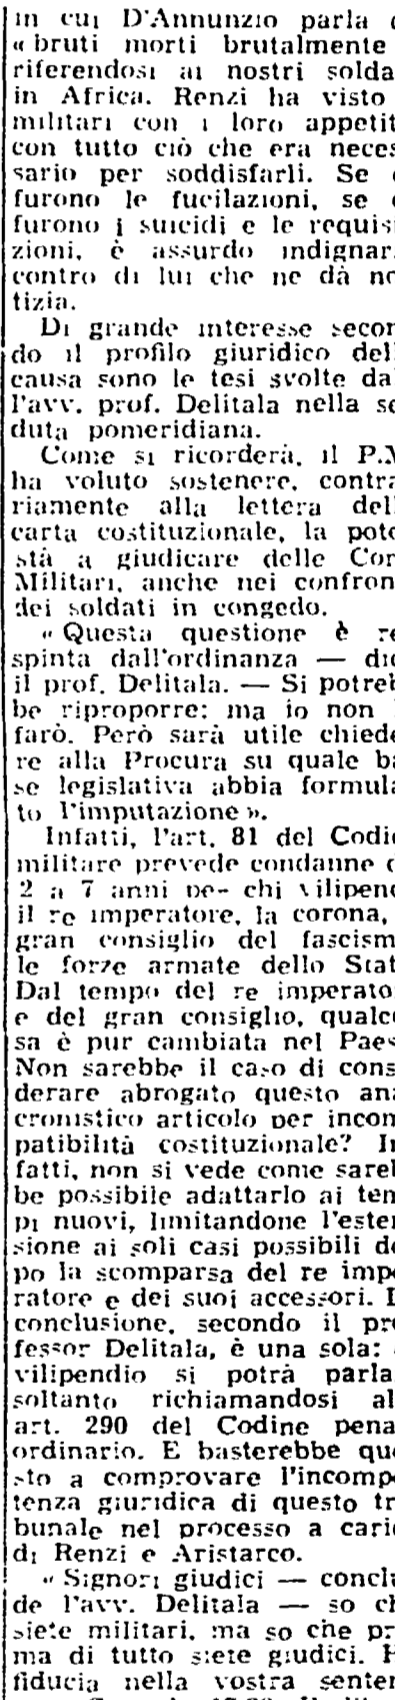 in cui D'Annunzio parla
« bruti morti brutalmente
riferendosi ai nostri solda
in Africa. Renzi ha visto
militari con i loro appetit
con tutto ciò che era neces
sario per soddisfarli. Se
furono le fucilazioni, se
furono i suicidi e le requisi
zioni, è assurdo indignar
contro di lui che ne dà no
tizia.
Di grande interesse secon
do il profilo giuridico dell
causa sono le tesi svolte da
l'avv. prof. Delitala nella se
duta pomeridiana.
Come si ricorderà, il P.M
ha voluto sostenere, contra
riamente alla lettera del
carta costituzionale, la pote
stà a giudicare delle Cor
Militari, anche nei confron
dei soldati in congedo.
« Questa questione è re
spinta dall'ordinanza — dic
il prof. Delitala. — Si potreb
be riproporre: ma io non
farò. Però sarà utile chiede
re alla Procura su quale ba
se legislativa abbia formula
to l'imputazione ».
Infatti, l'art. 81 del Codic
militare prevede condanne d
2 a 7 anni pe- chi vilipend
il re imperatore, la corona,
gran consiglio del fascism
le forze armate dello Stat
Dal tempo del re imperato
e del gran consiglio, qualco
sa è pur cambiata nel Paes
Non sarebbe il caso di consi
derare abrogato questo ana
cronistico articolo per incom
patibilità costituzionale? In
fatti, non si vede come sareb
be possibile adattarlo ai tem
pi nuovi, limitandone l'esten
sione ai soli casi possibili do
po la scomparsa del re impe
ratore e dei suoi accessori. L
conclusione, secondo il pro
fessor Delitala, è una sola:
vilipendio si potrà parla
soltanto richiamandosi al
art. 290 del Codine pena
ordinario. E basterebbe que
sto a comprovare l'incompe
tenza giuridica di questo tri
bunale nel processo a caric
di Renzi e Aristarco.
« Signori giudici — conclu
de l'avv. Delitala — so ch
siete militari, ma so che pri
ma di tutto siete giudici. H
fiducia nella vostra senten